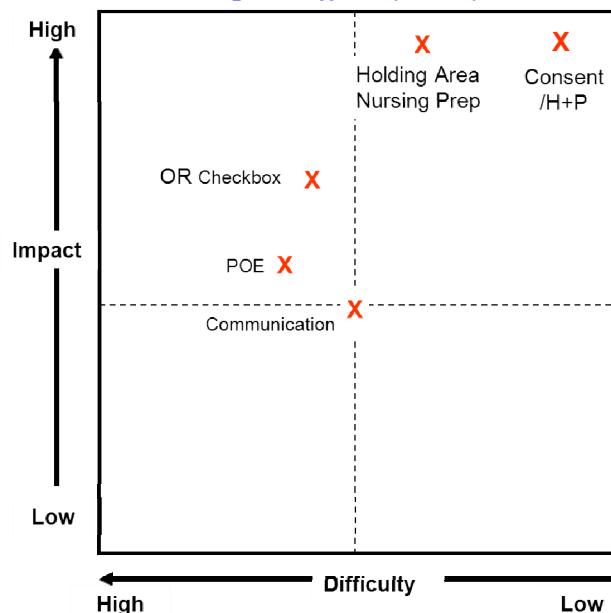 High
X
X
Holding Area
Nursing Prep
Consent
/H+P
OR Checkbox
X
Impact
POE
X
Communication
X
Low
Difficulty
High
Low